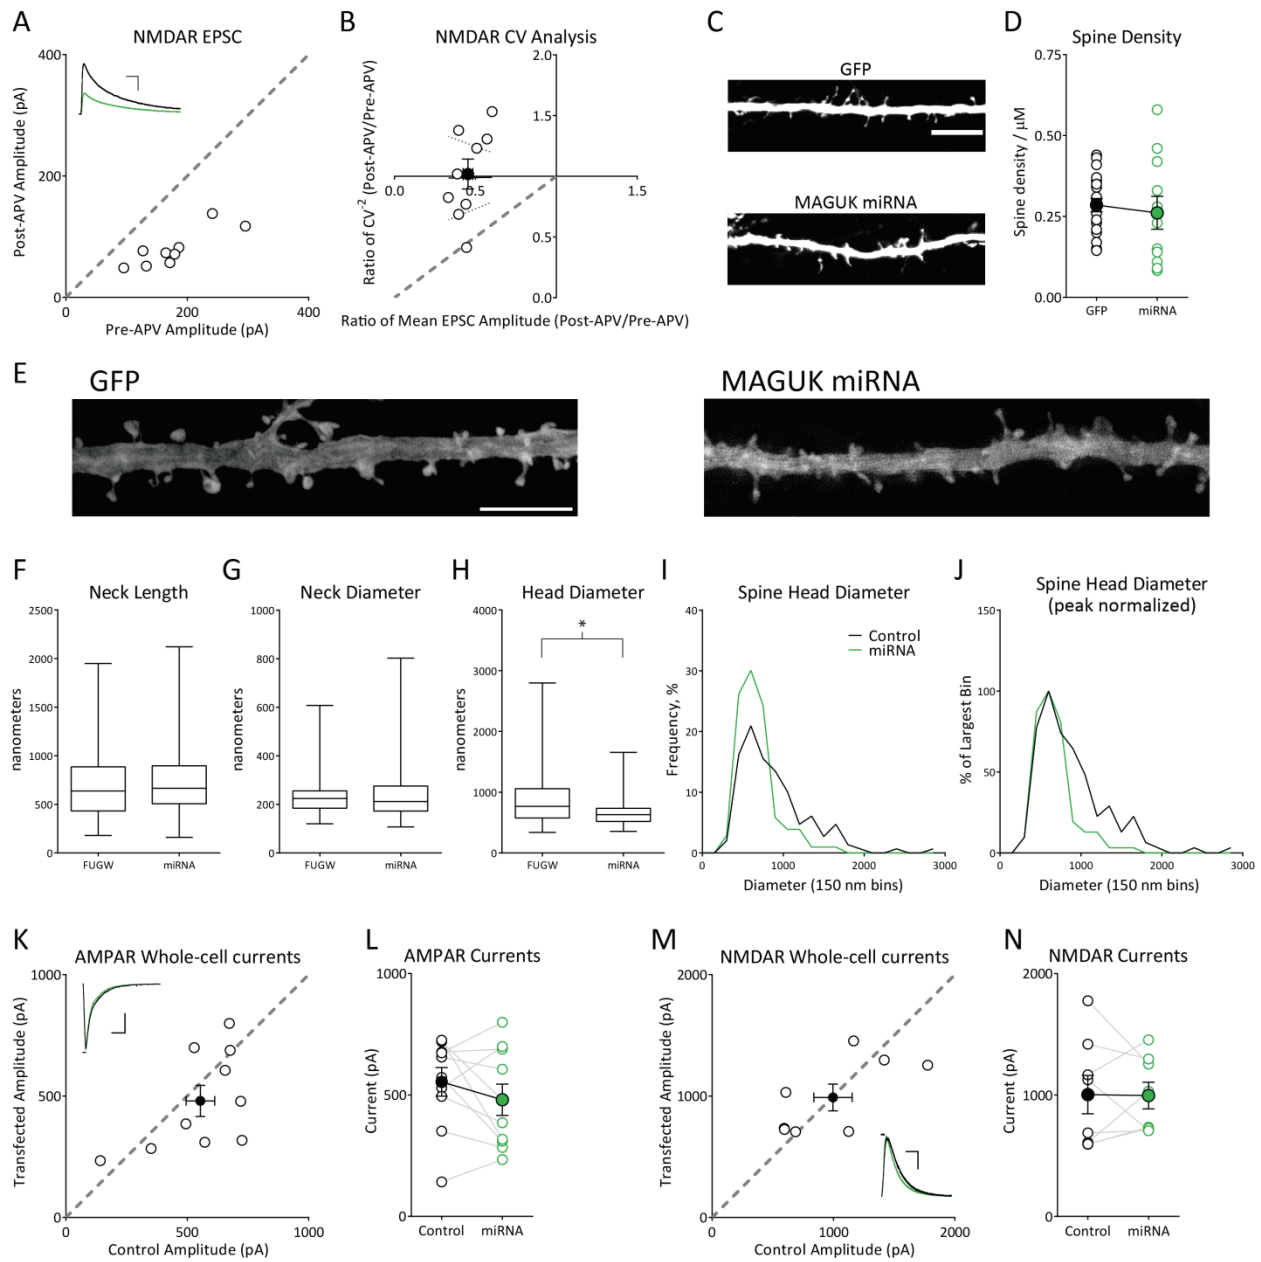 A
NMDAR EPSC
Post-APV Amplitude (pA)
400
200
0
0
200
400
Pre-APV Amplitude (pA)
B
NMDAR CV Analysis
Ratio of CV-2 (Post-APV/Pre-APV)
2.0
1.5
0.5
0.0
0.0
0.5
1.5
Ratio of Mean EPSC Amplitude (Post-APV/Pre-APV)
C
GFP
MAGUK miRNA
D
Spine Density
Spine density / μM
0.75
0.50
0.25
0.00
GFP
miRNA
E
GFP
MAGUK miRNA
F
Neck Length
nanometers
2500
2000
1500
1000
500
0
FUGW
miRNA
G
Neck Diameter
nanometers
1000
800
600
400
200
0
FUGW
miRNA
H
Head Diameter
nanometers
4000
3000
2000
1000
0
*
FUGW
miRNA
I
Spine Head Diameter
Frequency, %
40
30
20
10
0
Control
miRNA
0
1000
2000
3000
Diameter (150 nm bins)
J
Spine Head Diameter
(peak normalized)
% of Largest Bin
150
100
50
0
0
1000
2000
3000
Diameter (150 nm bins)
K
AMPAR Whole-cell currents
Transfected Amplitude (pA)
1000
500
0
0
500
1000
Control Amplitude (pA)
L
AMPAR Currents
Current (pA)
1000
500
0
Control
miRNA
M
NMDAR Whole-cell currents
Transfected Amplitude (pA)
2000
1000
0
0
1000
2000
Control Amplitude (pA)
N
NMDAR Currents
Current (pA)
2000
1000
0
Control
miRNA